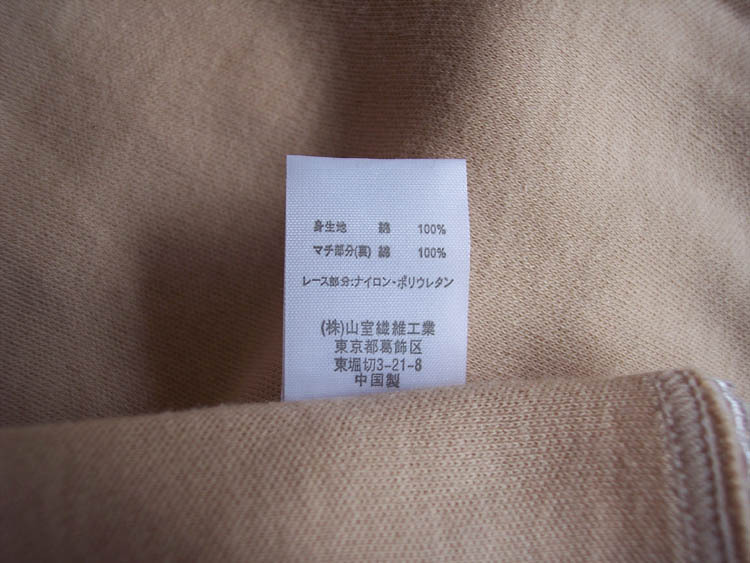 身生地 綿 100%
マチ部分(裏) 綿 100%
レース部分:ナイロン・ポリウレタン
(株)山室繊維工業
東京都葛飾区
東堀切3-21-8
中国製